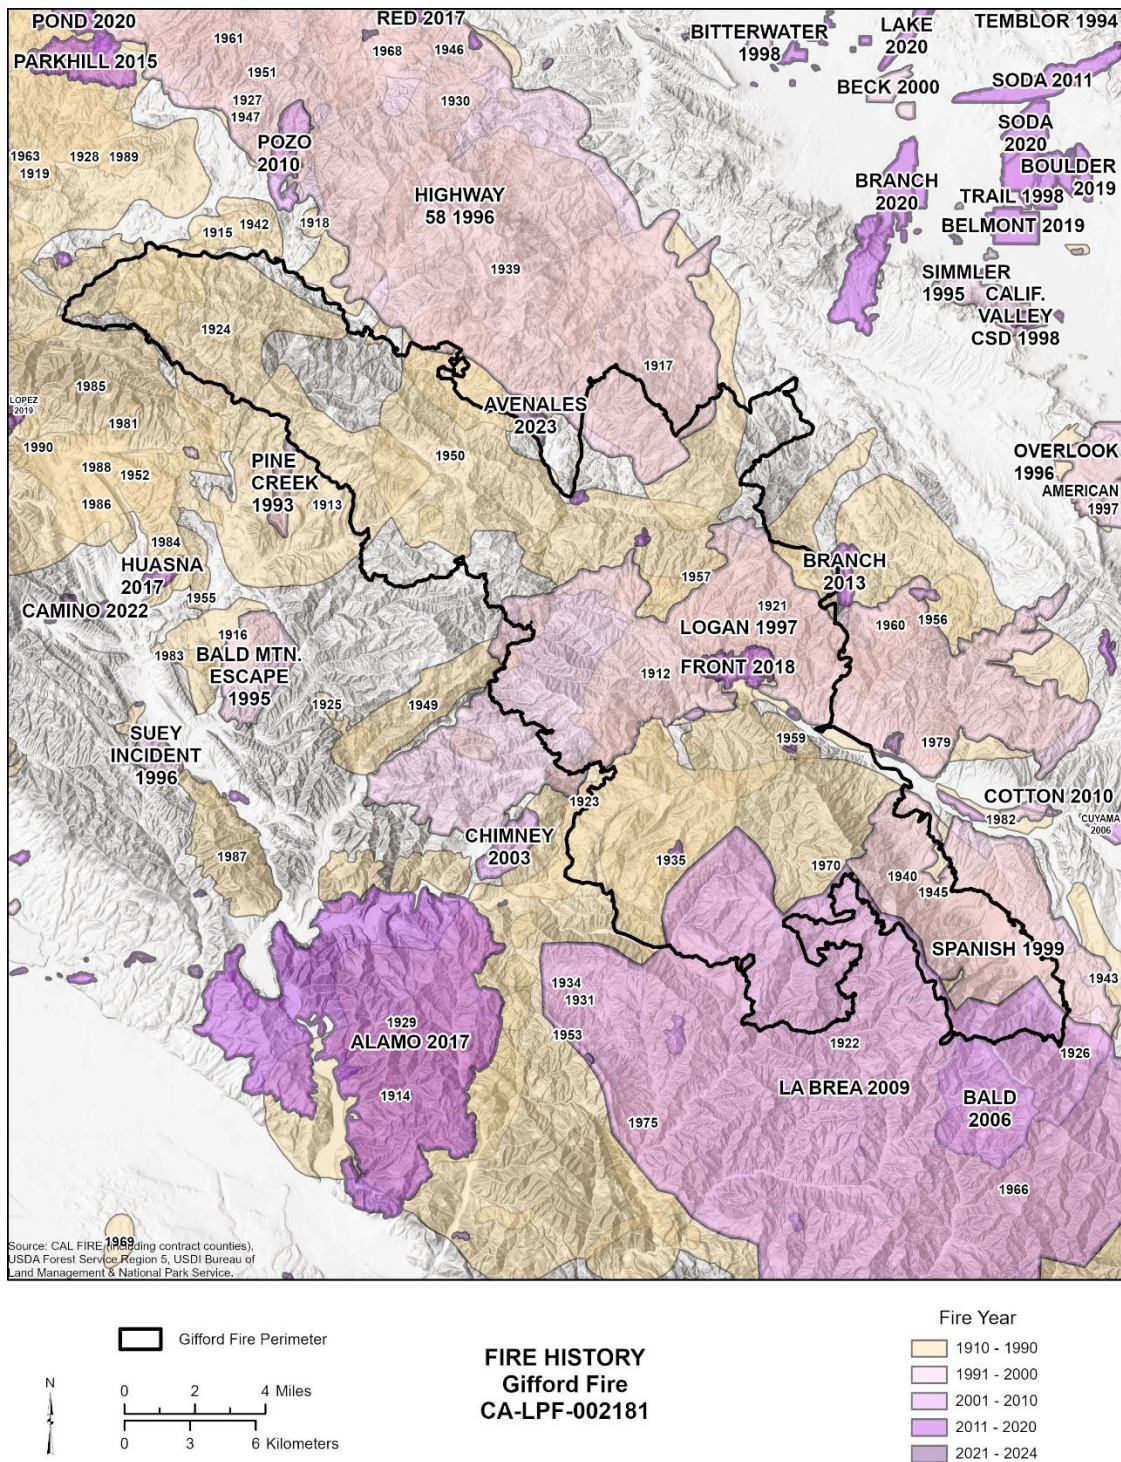 POND 2020
RED 2017
PARKHILL 2015
1961
1968
1946
BITTERWATER
1998
LAKE
2020
TEMBLOR 1994
1951
BECK 2000
SODA 2011
1927
1947
1930
POZO
2010
SODA
2020
1963
1928
1989
1919
BOULDER
2019
BRANCH
2020
TRAIL 1998
HIGHWAY
58 1996
1915
1942
1918
BELMONT 2019
1939
SIMMLER
1995
CALIF.
VALLEY
CSD 1998
1924
1917
1985
LOPEZ
2019
AVENALES
2023
1981
1990
1950
OVERLOOK
1996
1988
1952
PINE
CREEK
1993
AMERICAN
1997
1986
1913
1984
HUASNA
2017
BRANCH
2013
1957
1955
CAMINO 2022
1921
1960
1956
1916
LOGAN 1997
1983
BALD MTN.
ESCAPE
1995
FRONT 2018
1912
1925
1949
SUEY
INCIDENT
1996
1959
1979
1923
COTTON 2010
1982
CUYAMA
2006
CHIMNEY
2003
1987
1935
1970
1940
1945
SPANISH 1999
1934
1931
1943
1929
1953
ALAMO 2017
1922
1926
LA BREA 2009
BALD
2006
1914
1975
1966
1969
Source: CAL FIRE (including contract counties),
USDA Forest Service Region 5, USDI Bureau of
Land Management & National Park Service.
Gifford Fire Perimeter
N
0 2 4 Miles
0 3 6 Kilometers
FIRE HISTORY
Gifford Fire
CA-LPF-002181
Fire Year
1910 - 1990
1991 - 2000
2001 - 2010
2011 - 2020
2021 - 2024